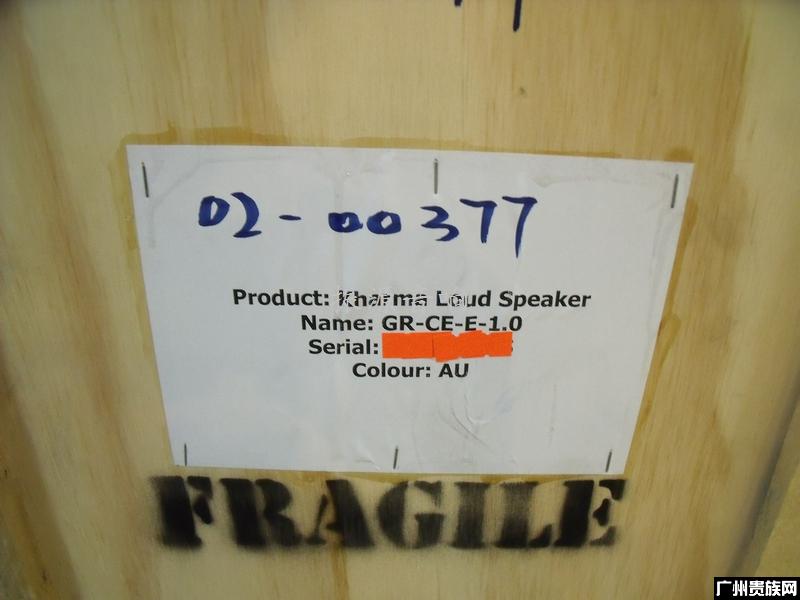 02-00377
Product: Kharma Loud Speaker
Name: GR-CE-E-1.0
Serial:
Colour: AU
FRAGILE
广州贵族网